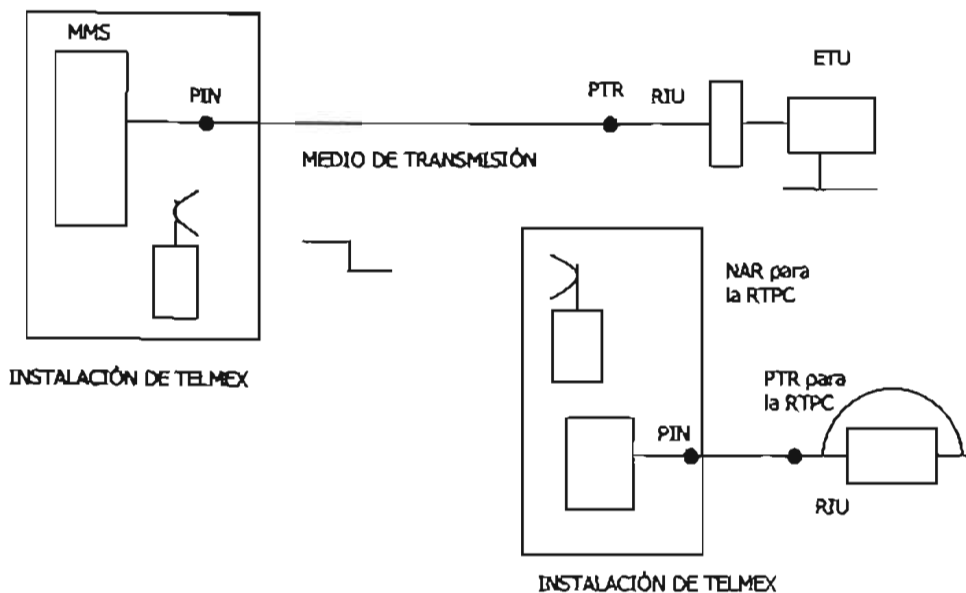 MMS
PIN
PTR
RIU
ETU
MEDIO DE TRANSMISIÓN
INSTALACIÓN DE TELMEX
NAR para
la RTPC
PTR para
la RTPC
PIN
RIU
INSTALACIÓN DE TELMEX